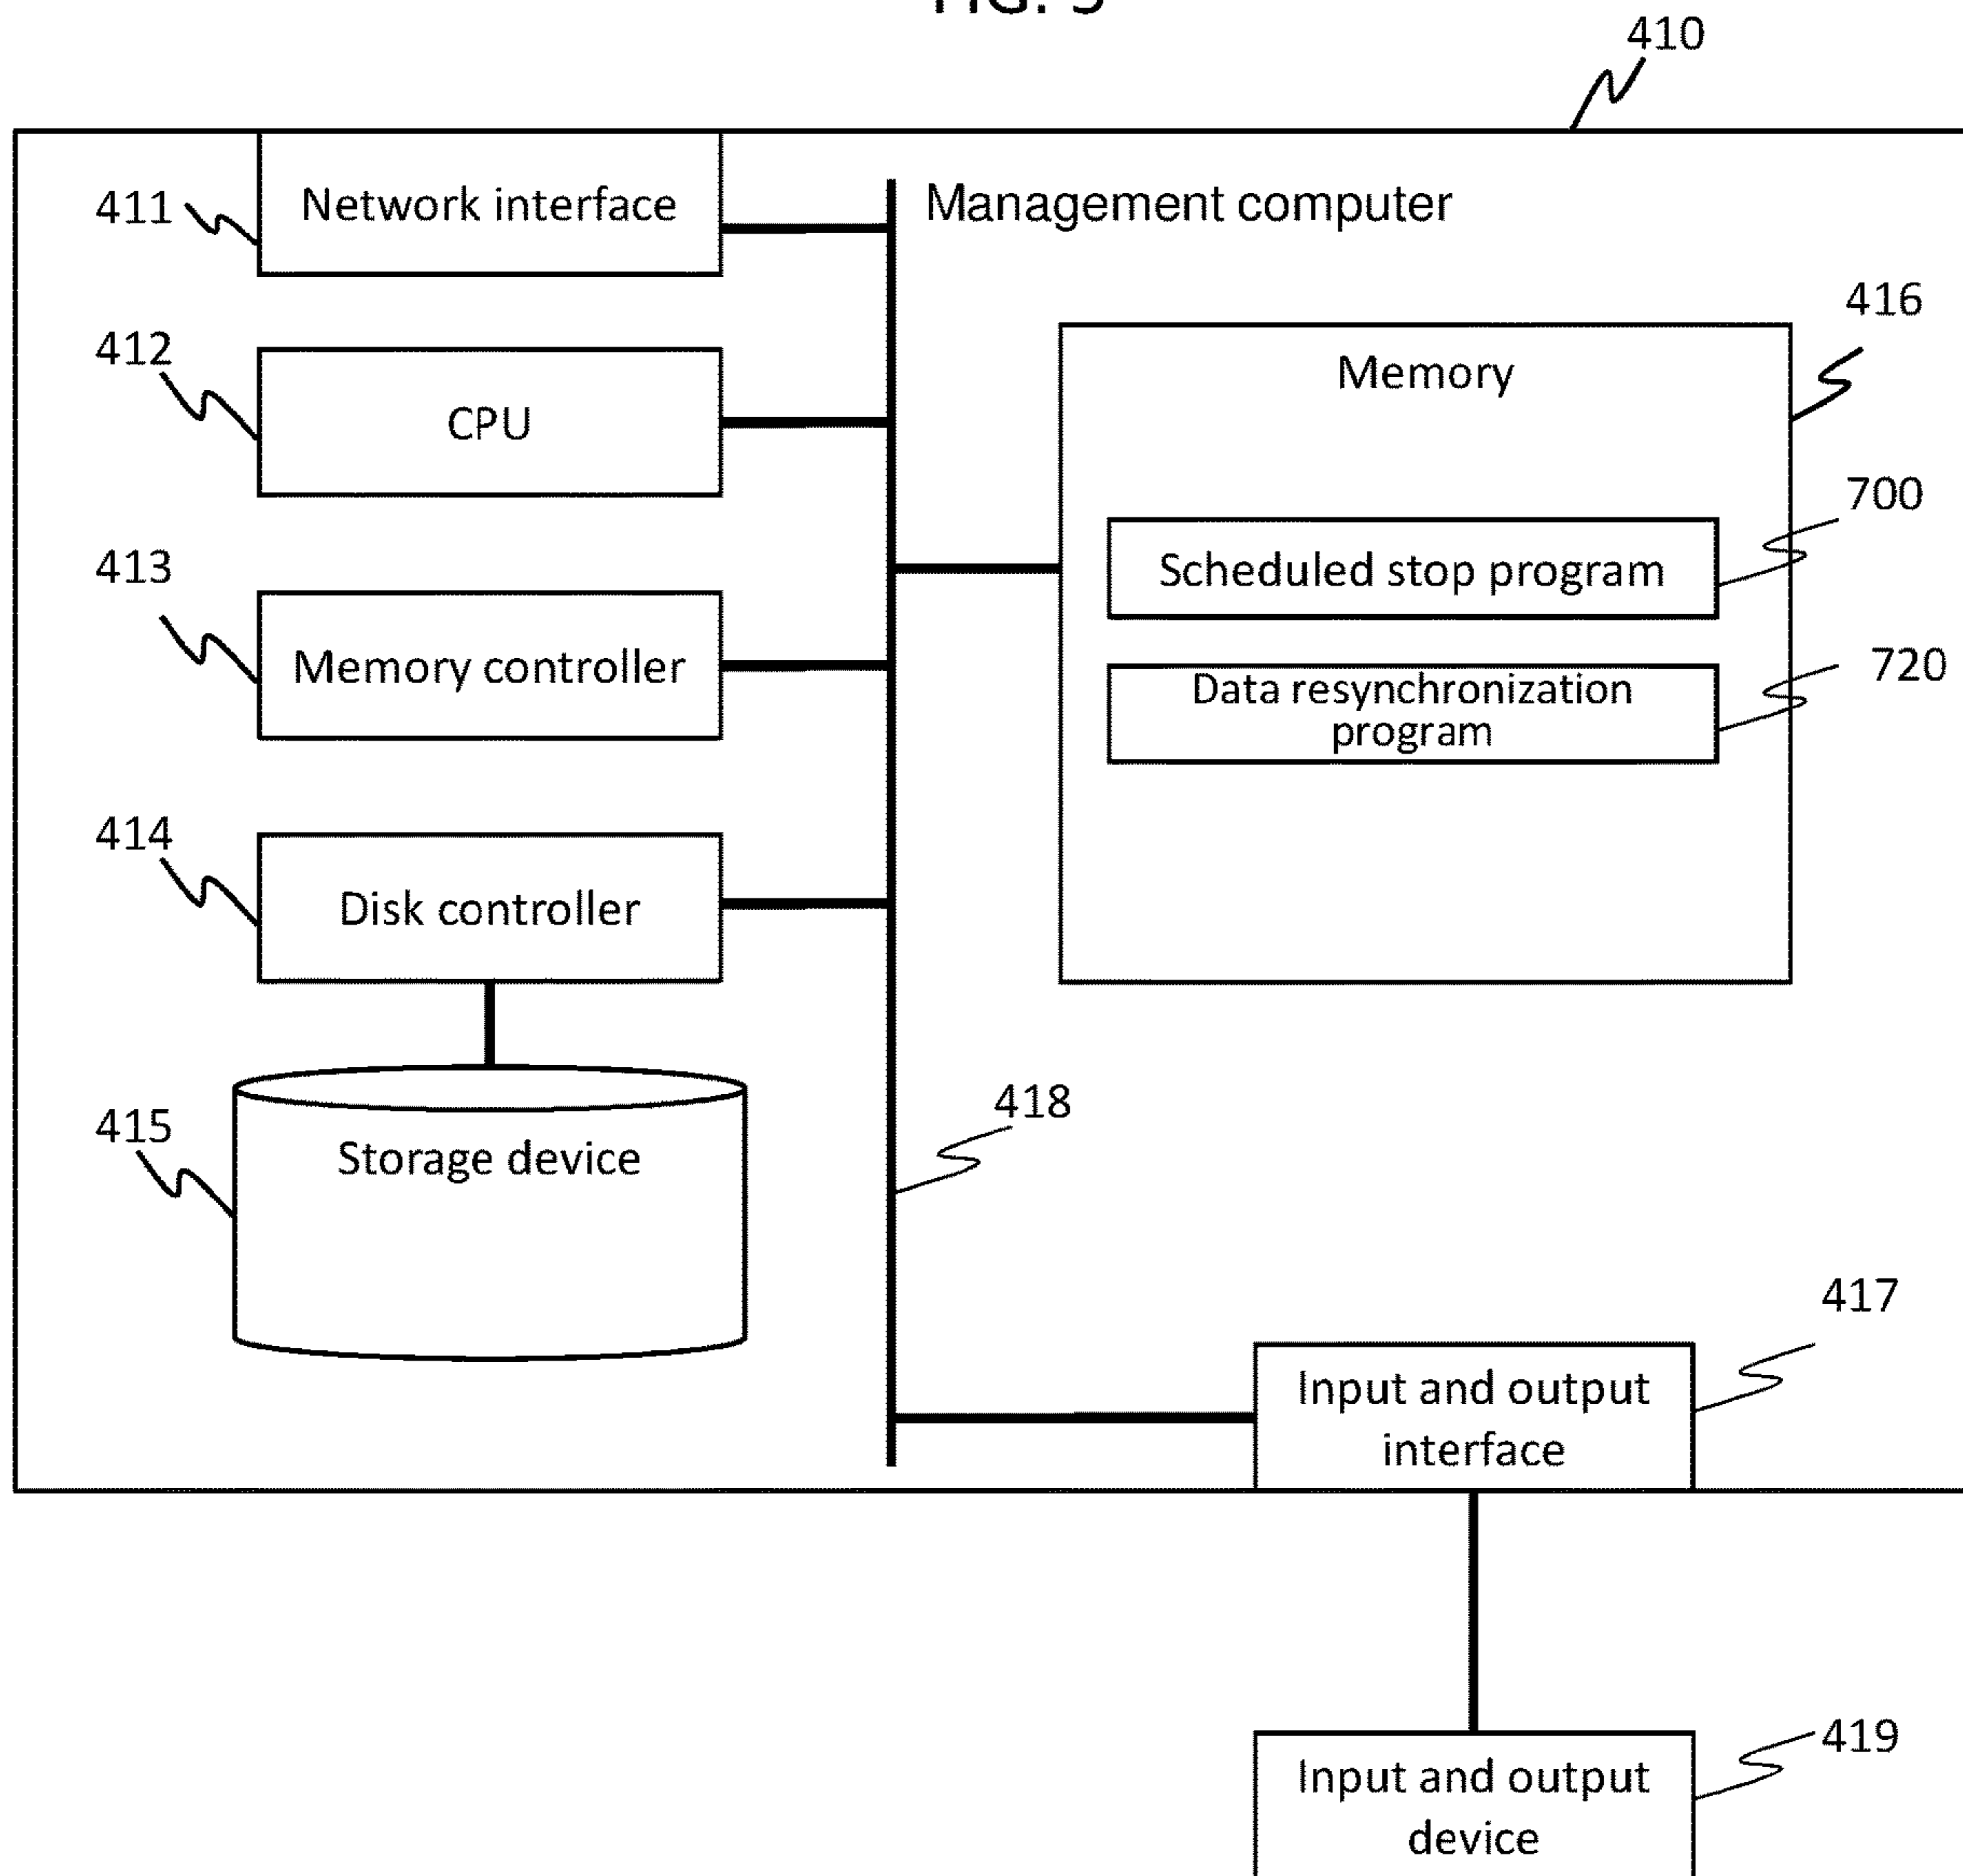 FIG. 5
410
Network interface
411
Management computer
416
412
CPU
Memory
700
Scheduled stop program
413
Memory controller
720
Data resynchronization
program
414
Disk controller
418
415
Storage device
417
Input and output
interface
419
Input and output
device